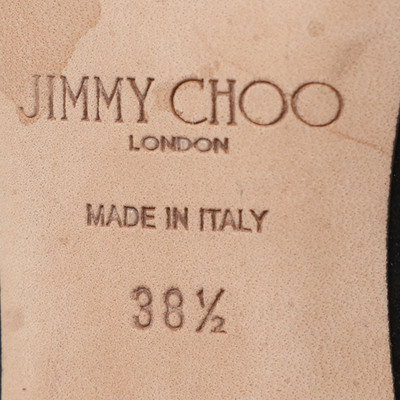 JIMMY CHOO
LONDON
MADE IN ITALY
38½